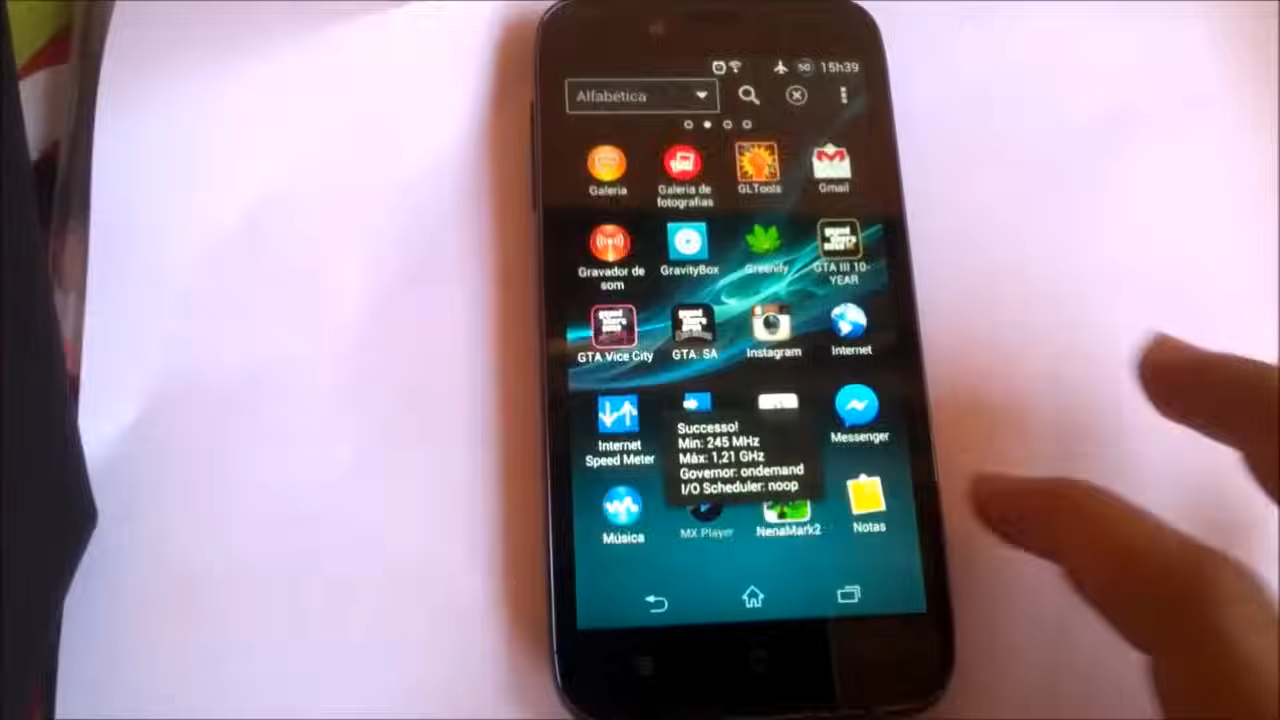 50 15h39
Alfabética
Galeria
Galeria de
fotografias
GLTools
Gmail
Gravador de
som
GravityBox
Greenify
GTA III 10-
YEAR
GTA Vice City
GTA: SA
Instagram
Internet
Internet
Speed Meter
Messenger
Successo!
Min: 245 MHz
Máx: 1,21 GHz
Governor: ondemand
I/O Scheduler: noop
Música
MX Player
NenaMark2
Notas